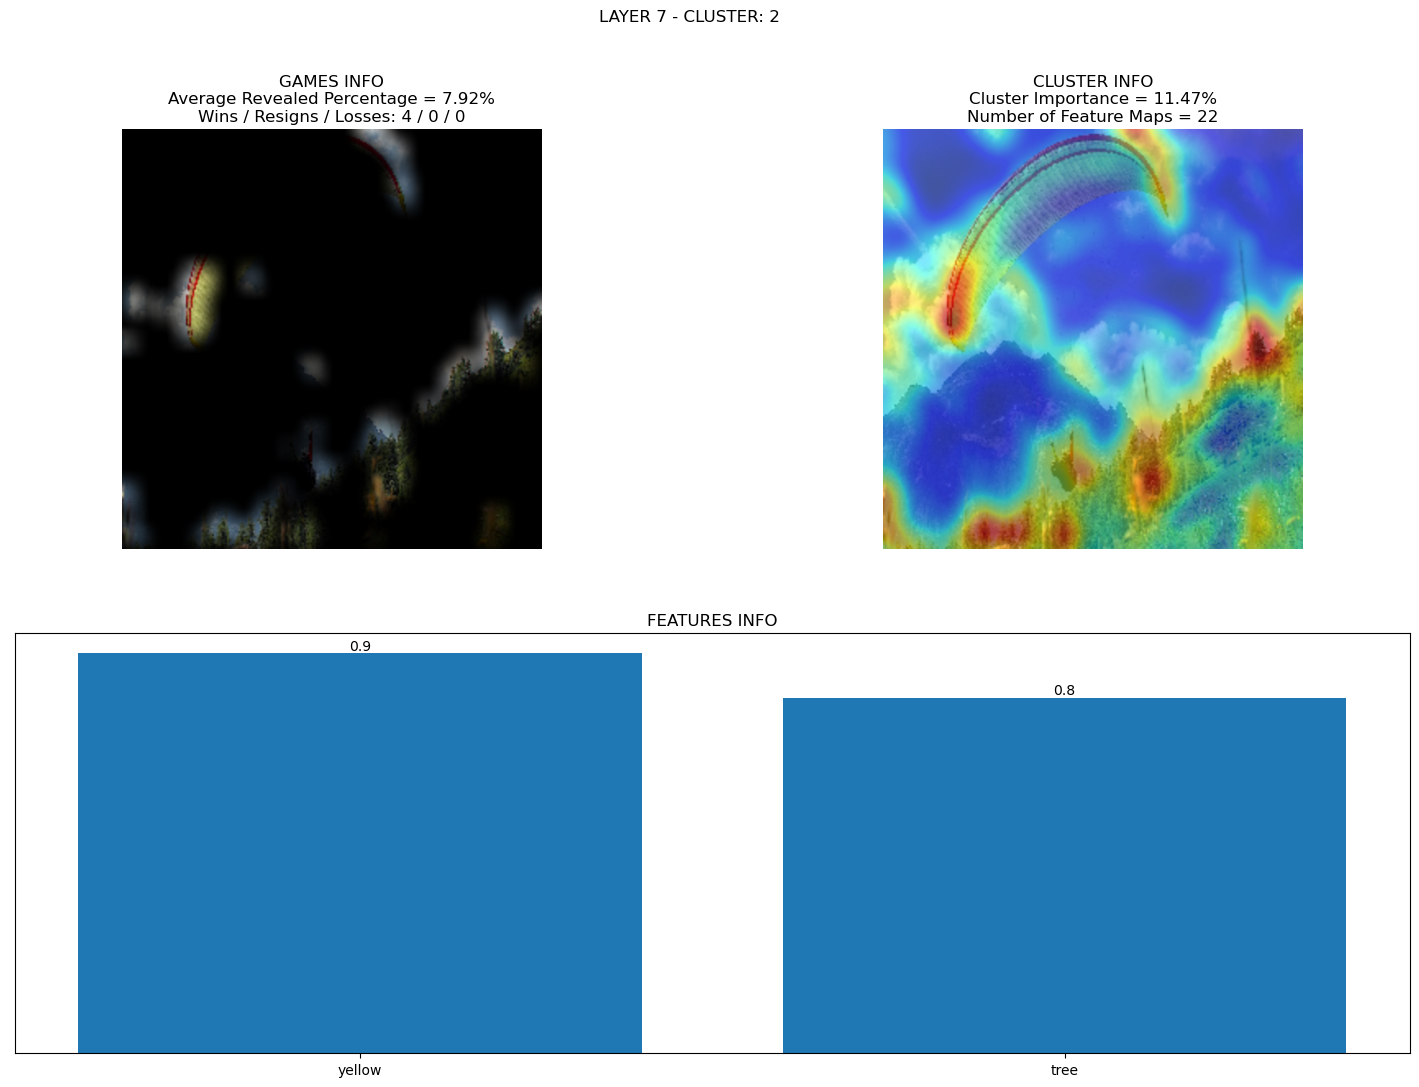 LAYER 7 - CLUSTER: 2
GAMES INFO
Average Revealed Percentage = 7.92%
Wins / Resigns / Losses: 4 / 0 / 0
CLUSTER INFO
Cluster Importance = 11.47%
Number of Feature Maps = 22
FEATURES INFO
0.9
0.8
yellow
tree